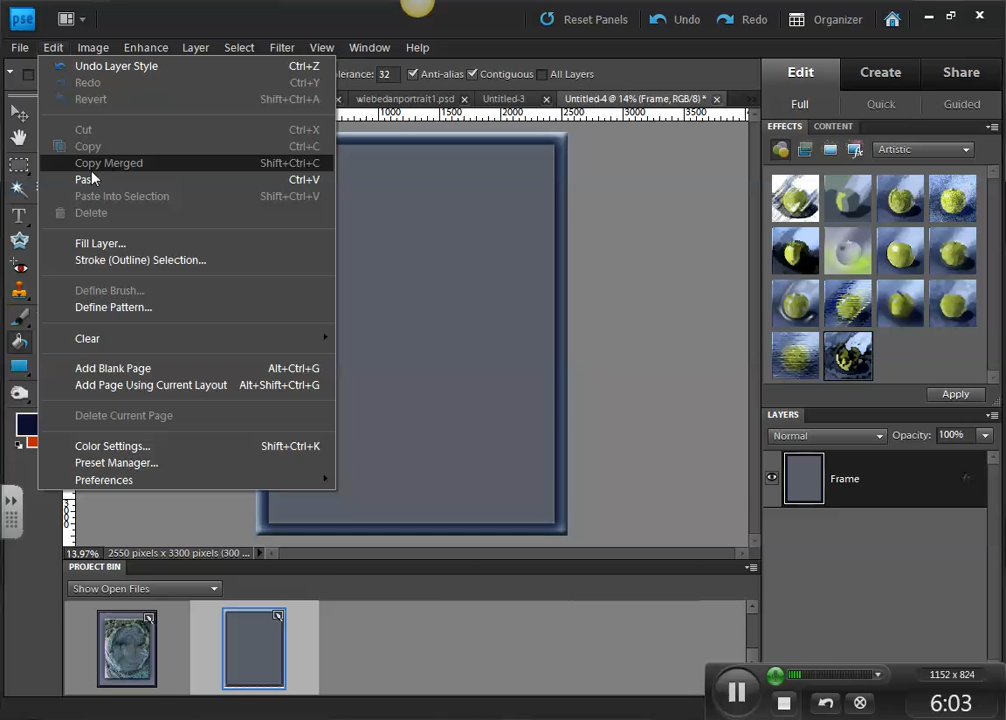 pse
Reset Panels Undo Redo Organizer
File Edit Image Enhance Layer Select Filter View Window Help
Tolerance: 32 Anti-alias Contiguous All Layers
Edit Create Share
wiebedanportrait1.psd × Untitled-3 × Untitled-4 @ 14% (Frame, RGB/8) * × »
Full Quick Guided
1000 1500 2000 2500
EFFECTS CONTENT
Artistic
Undo Layer Style Ctrl+Z
Redo Ctrl+Y
Revert Shift+Ctrl+A
Cut Ctrl+X
Copy Ctrl+C
Copy Merged Shift+Ctrl+C
Ctrl+V
Paste Into Selection Shift+Ctrl+V
Delete
Fill Layer...
Stroke (Outline) Selection...
Define Brush...
Define Pattern...
Clear
Add Blank Page Alt+Ctrl+G
Add Page Using Current Layout Alt+Shift+Ctrl+G
Delete Current Page
Color Settings... Shift+Ctrl+K
Preset Manager...
Preferences
Apply
LAYERS
Normal Opacity: 100%
Frame
13.97% 2550 pixels x 3300 pixels (300 ...
PROJECT BIN
Show Open Files
1152 x 824
6:03